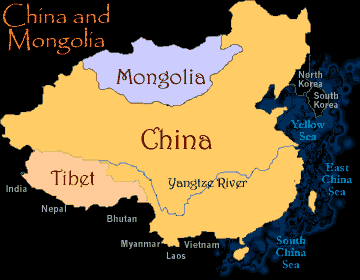 China and
Mongolia
Mongolia
North
Korea
South
Korea
Yellow
Sea
China
Tibet
Yangtze River
India
East
China
Sea
Nepal
Bhutan
Myanmar
Vietnam
Laos
South
China
Sea